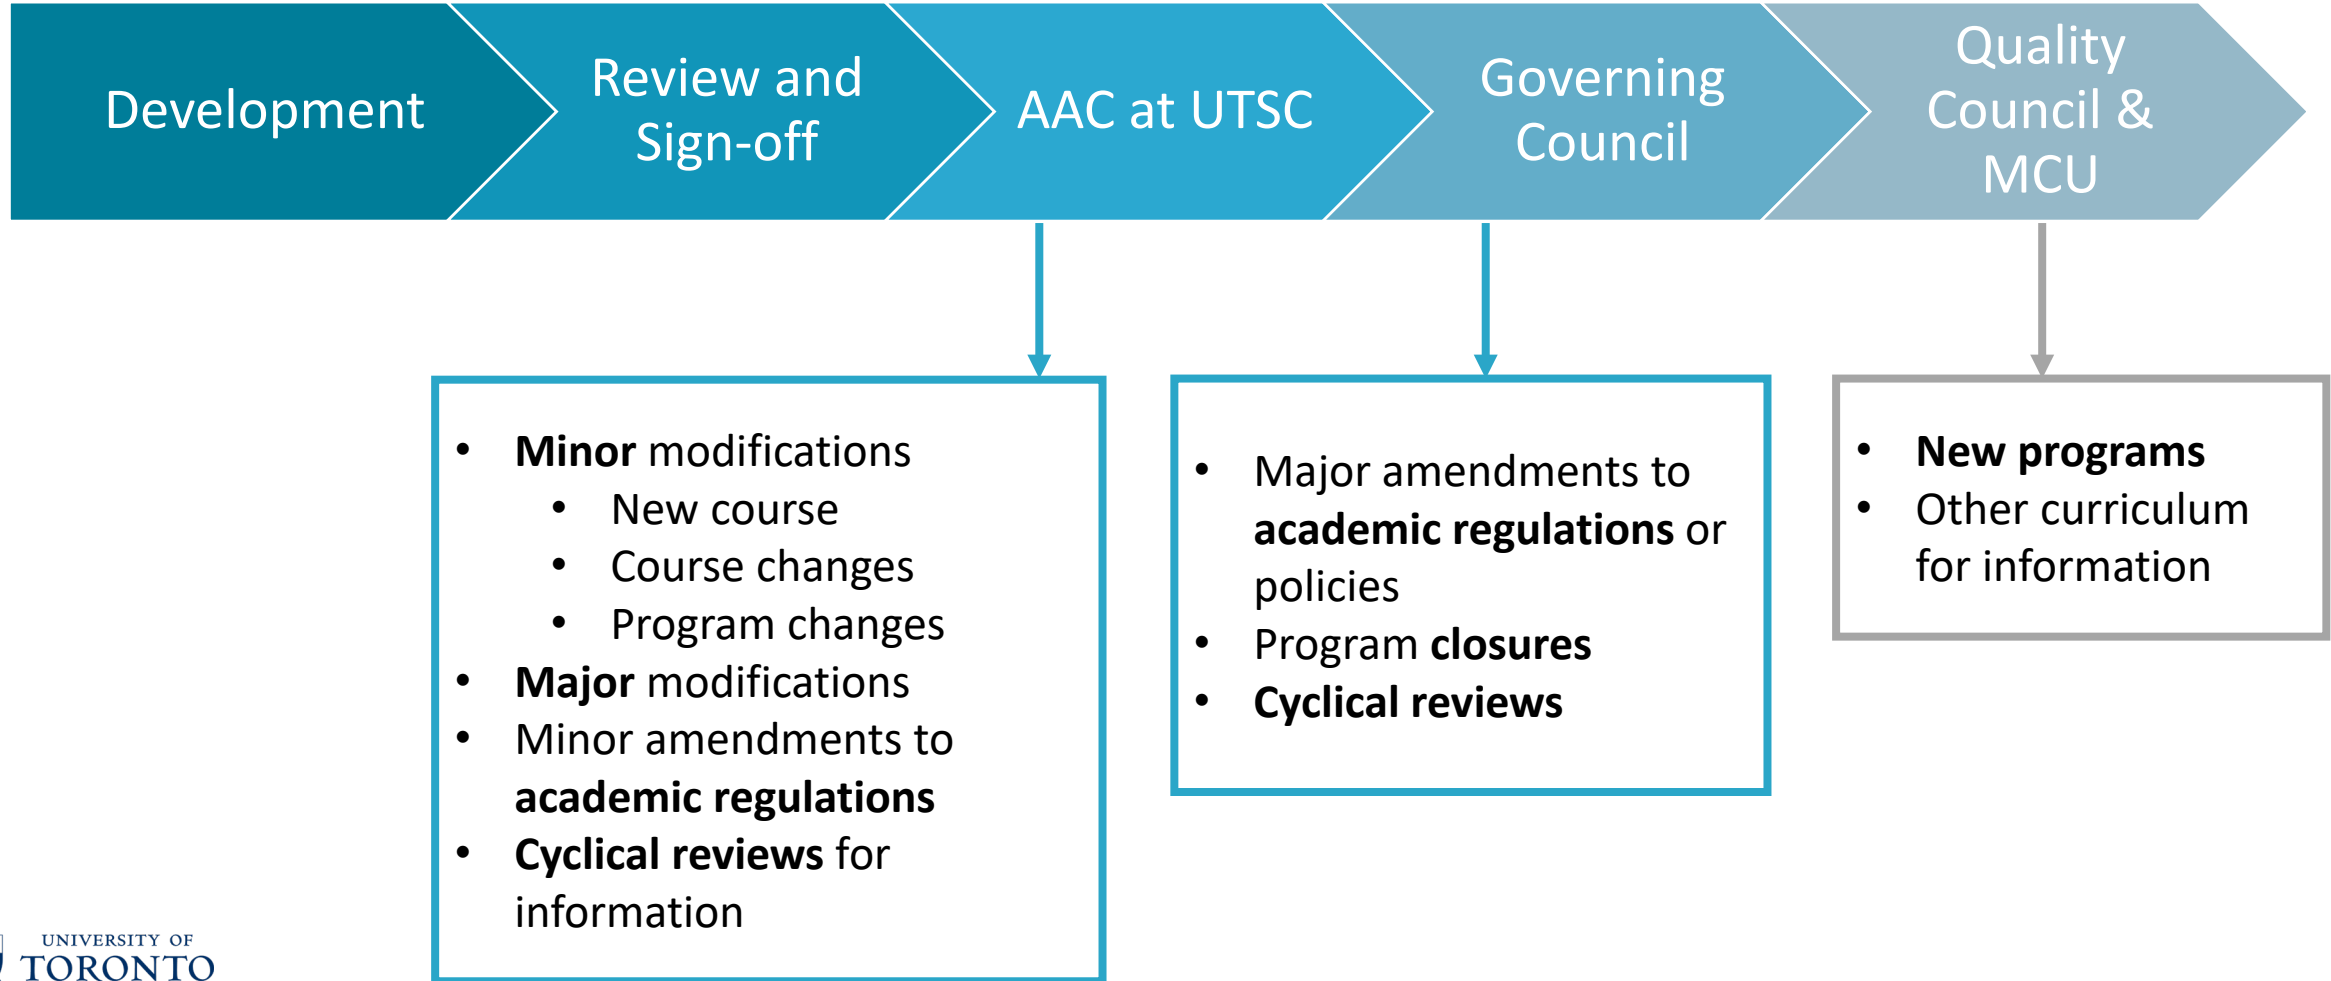 Development
Review and
Sign-off
AAC at UTSC
Governing
Council
Quality
Council &
MCU
• Minor modifications
• New course
• Course changes
• Program changes
• Major modifications
• Minor amendments to
academic regulations
• Cyclical reviews for
information
• Major amendments to
academic regulations or
policies
• Program closures
• Cyclical reviews
• New programs
• Other curriculum
for information
UNIVERSITY OF
TORONTO